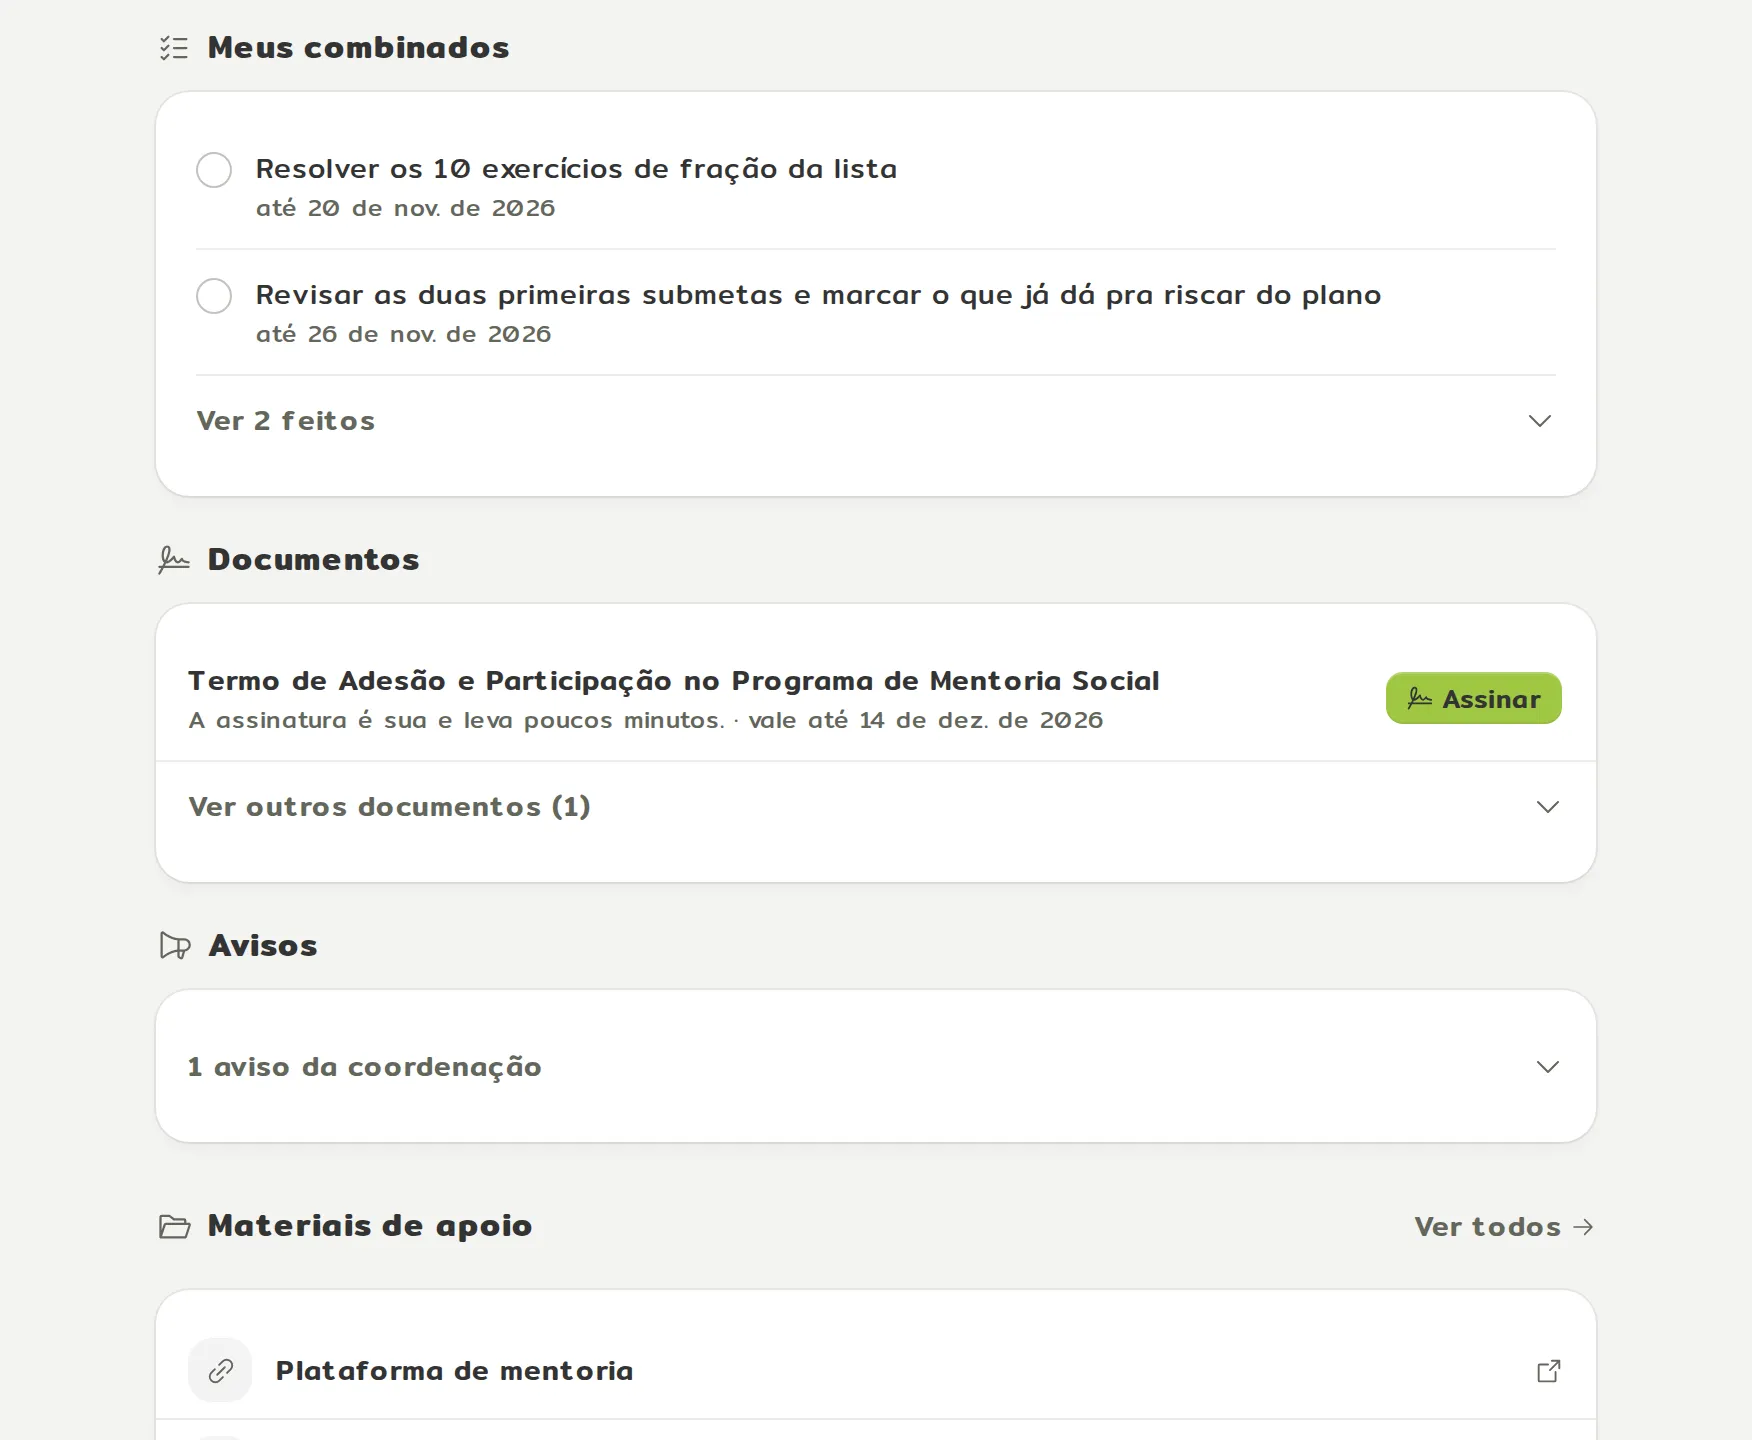 Meus combinados
Resolver os 10 exercícios de fração da lista
até 20 de nov. de 2026
Revisar as duas primeiras submetas e marcar o que já dá pra riscar do plano
até 26 de nov. de 2026
Ver 2 feitos
Documentos
Termo de Adesão e Participação no Programa de Mentoria Social
A assinatura é sua e leva poucos minutos. · vale até 14 de dez. de 2026
Assinar
Ver outros documentos (1)
Avisos
1 aviso da coordenação
Materiais de apoio
Ver todos →
Plataforma de mentoria